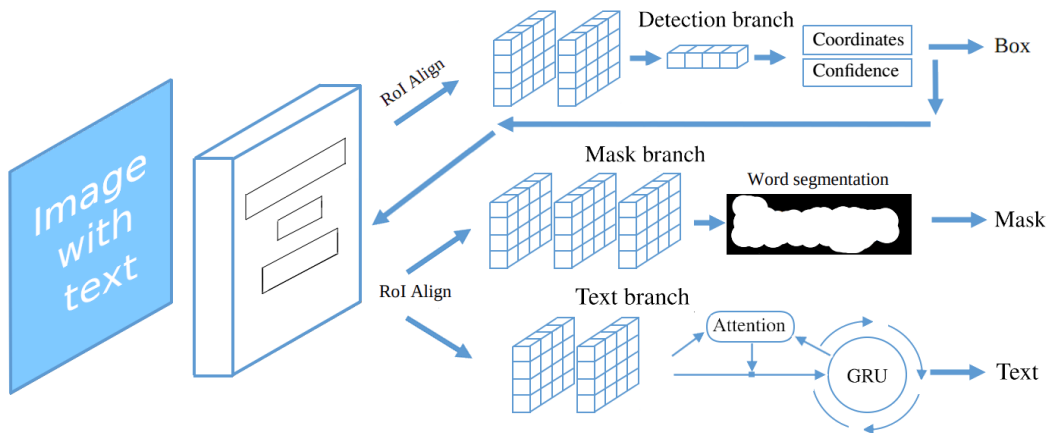 Image
with
text
RoI Align
Detection branch
Coordinates
Confidence
Box
Mask branch
Word segmentation
Mask
RoI Align
Text branch
Attention
GRU
Text